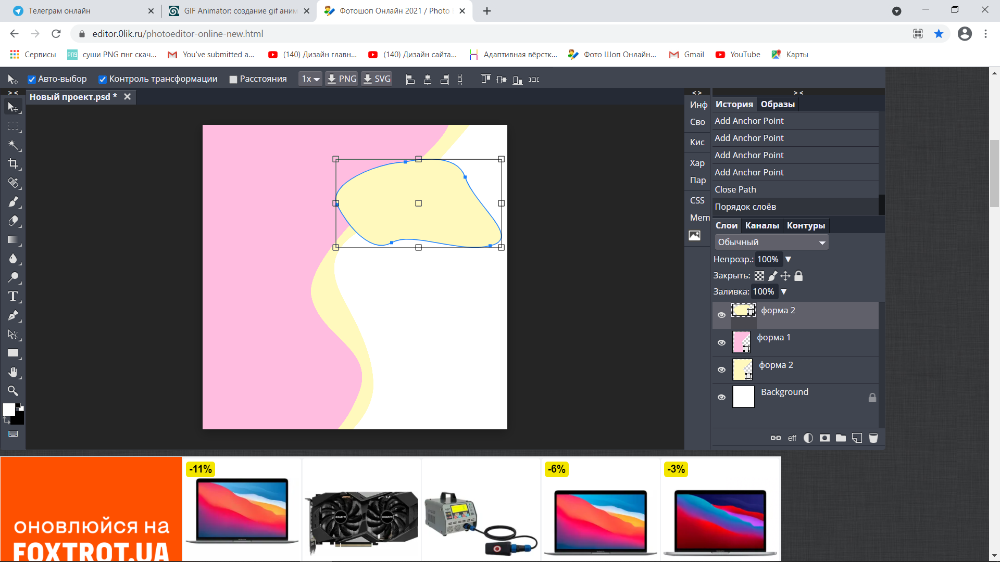 Телеграм онлайн
GIF Animator: создание gif аним
Фотошоп Онлайн 2021 / Photo
editor.0lik.ru/photoeditor-online-new.html
Сервисы
суши PNG пнг скач...
You've submitted a...
(140) Дизайн главн...
(140) Дизайн сайта...
Адаптивная вёрстк...
Фото Шоп Онлайн...
Gmail
YouTube
Карты
Авто-выбор
Контроль трансформации
Расстояния
1x
PNG
SVG
> <
Новый проект.psd *
< >
> <
Инф
Сво
Кис
Хар
Пар
CSS
Mem
История
Образы
Add Anchor Point
Add Anchor Point
Add Anchor Point
Add Anchor Point
Close Path
Порядок слоёв
Слои
Каналы
Контуры
Обычный
Непрозр.: 100%
Закрыть:
Заливка: 100%
форма 2
форма 1
форма 2
Background
eff
оновлюйся на
FOXTROT.UA
-11%
GIGABYTE
GIGABYTE
-6%
-3%